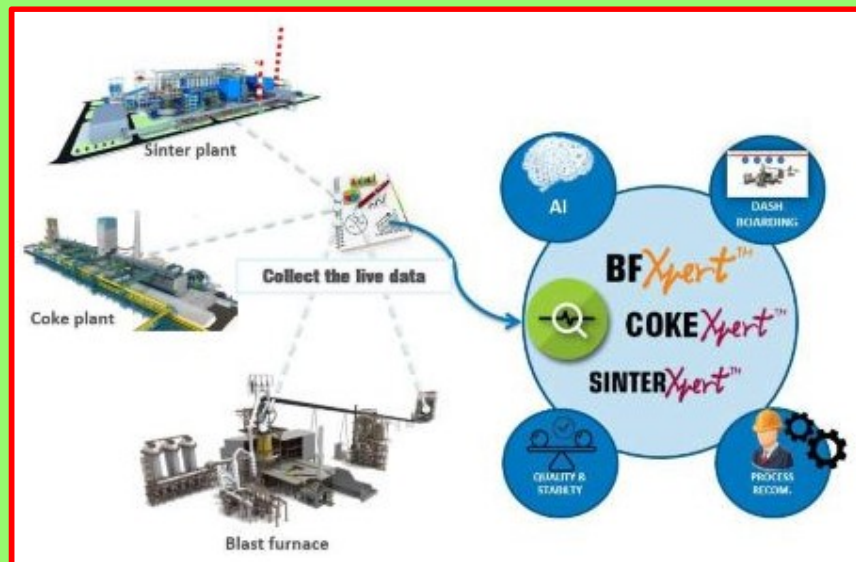 Sinter plant
Coke plant
Collect the live data
Blast furnace
AI
DASH
BOARDING
BFXpert™
COKEXpert™
SINTERXpert™
QUALITY &
STABILTY
PROCESS
RECOM.